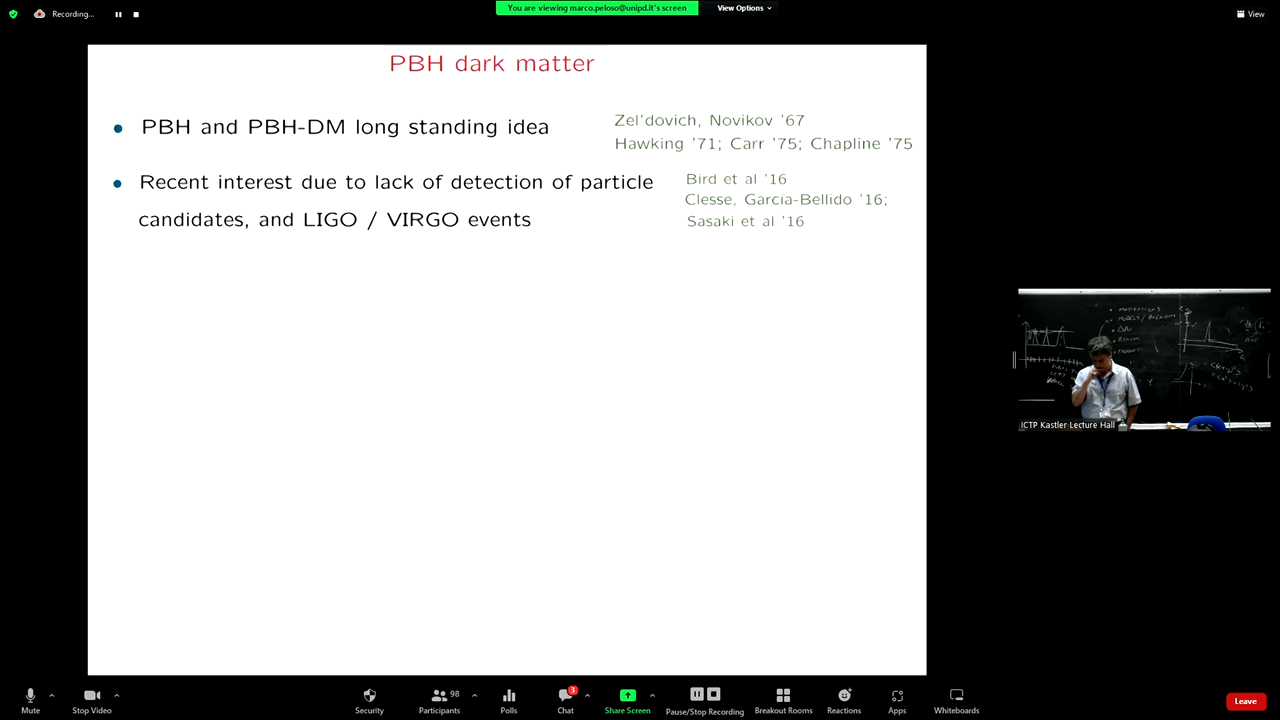 Recording...
You are viewing marco.peloso@unipd.it's screen
View Options
View
PBH dark matter
PBH and PBH-DM long standing idea
Zel'dovich, Novikov '67
Hawking '71; Carr '75; Chapline '75
Recent interest due to lack of detection of particle
candidates, and LIGO / VIRGO events
Bird et al '16
Clesse, Garcıa-Bellido '16;
Sasaki et al '16
ICTP Kastler Lecture Hall
Mute
Stop Video
Security
Participants
98
Polls
Chat
3
Share Screen
Pause/Stop Recording
Breakout Rooms
Reactions
Apps
Whiteboards
Leave